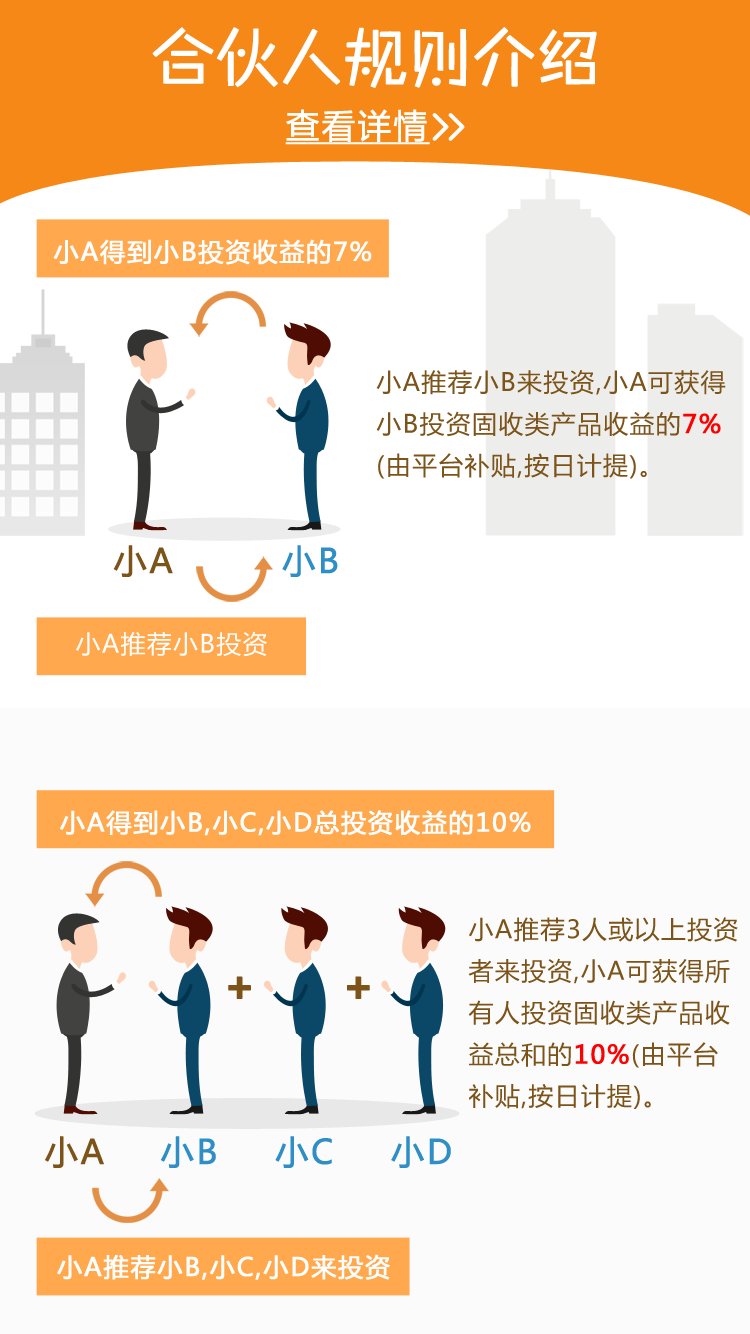 合伙人规则介绍
查看详情>>
小A得到小B投资收益的7%
小A推荐小B来投资,小A可获得
小B投资固收类产品收益的7%
(由平台补贴,按日计提)。
小A
小B
小A推荐小B投资
小A得到小B,小C,小D总投资收益的10%
小A推荐3人或以上投资
者来投资,小A可获得所
有人投资固收类产品收
益总和的10%(由平台
补贴,按日计提)。
+ +
小A 小B 小C 小D
小A推荐小B,小C,小D来投资